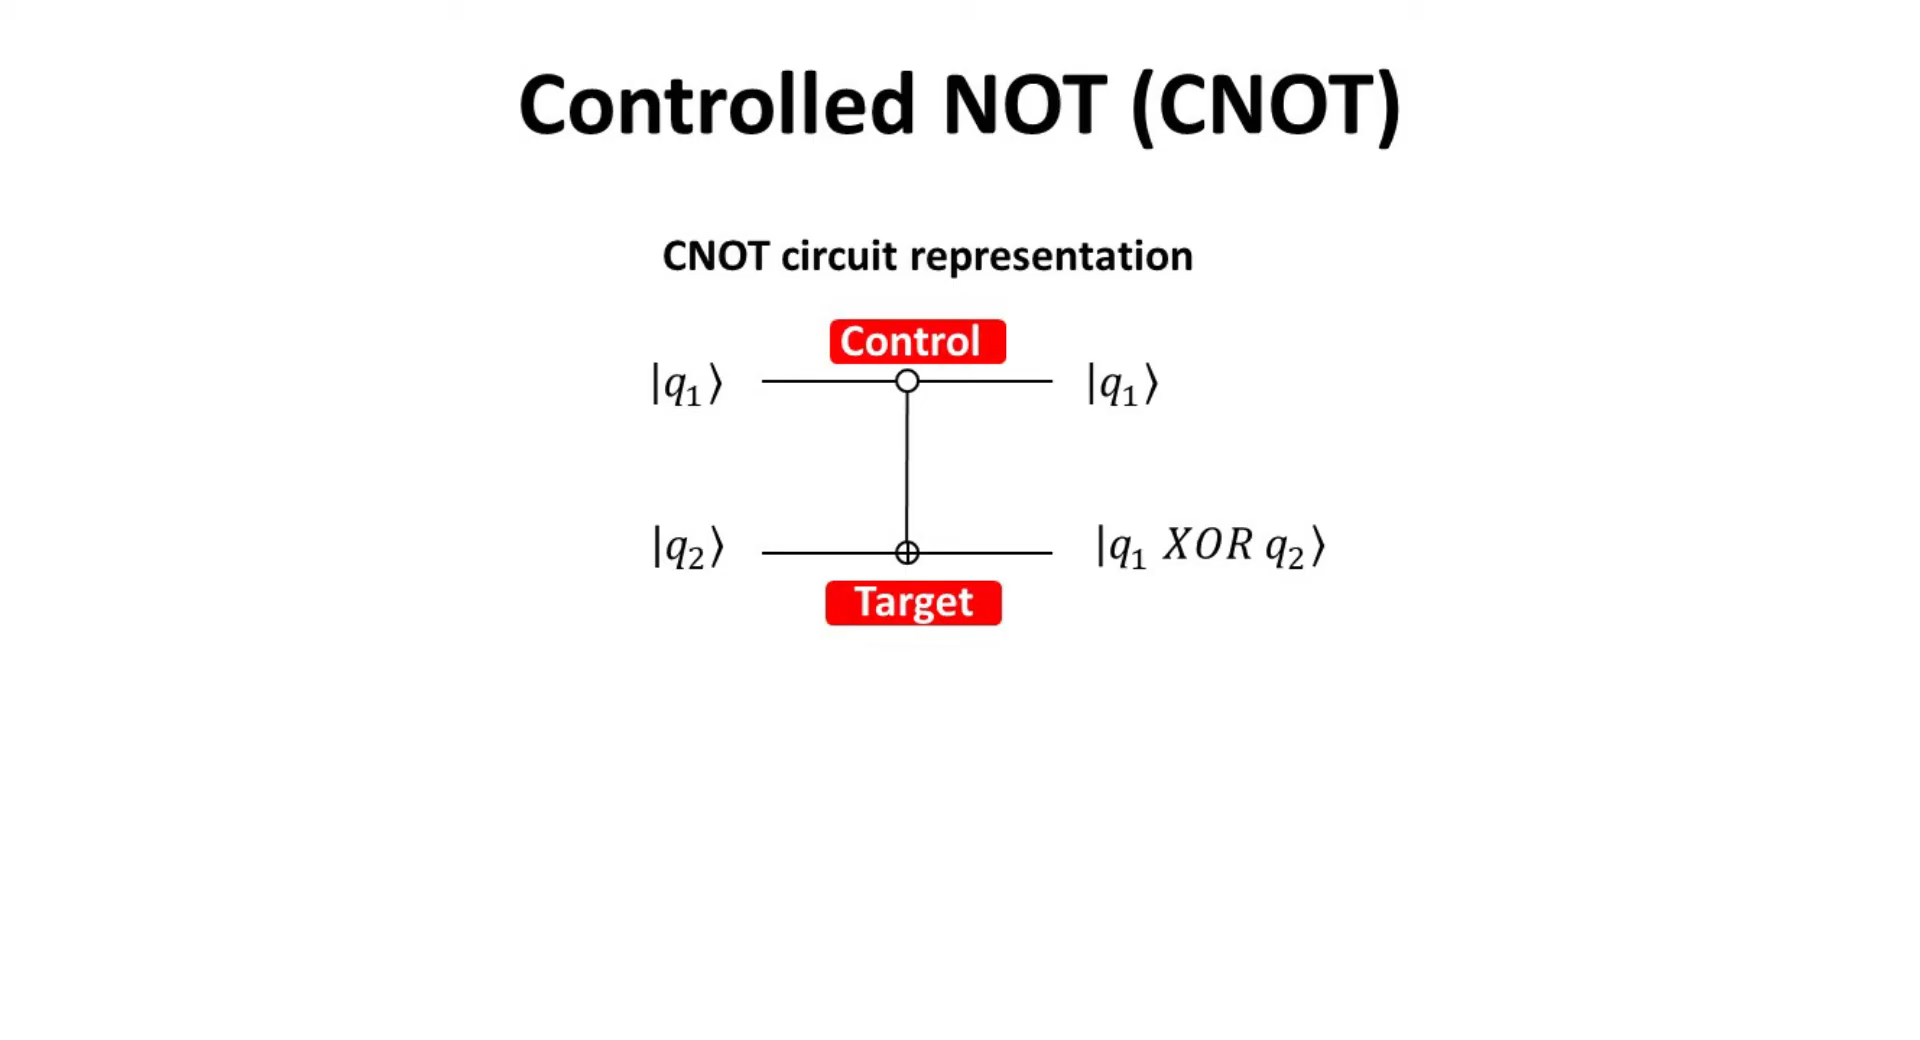 Controlled NOT (CNOT)
CNOT circuit representation
Control
|q₁⟩ |q₁⟩
|q₂⟩ |q₁ XOR q₂⟩
Target